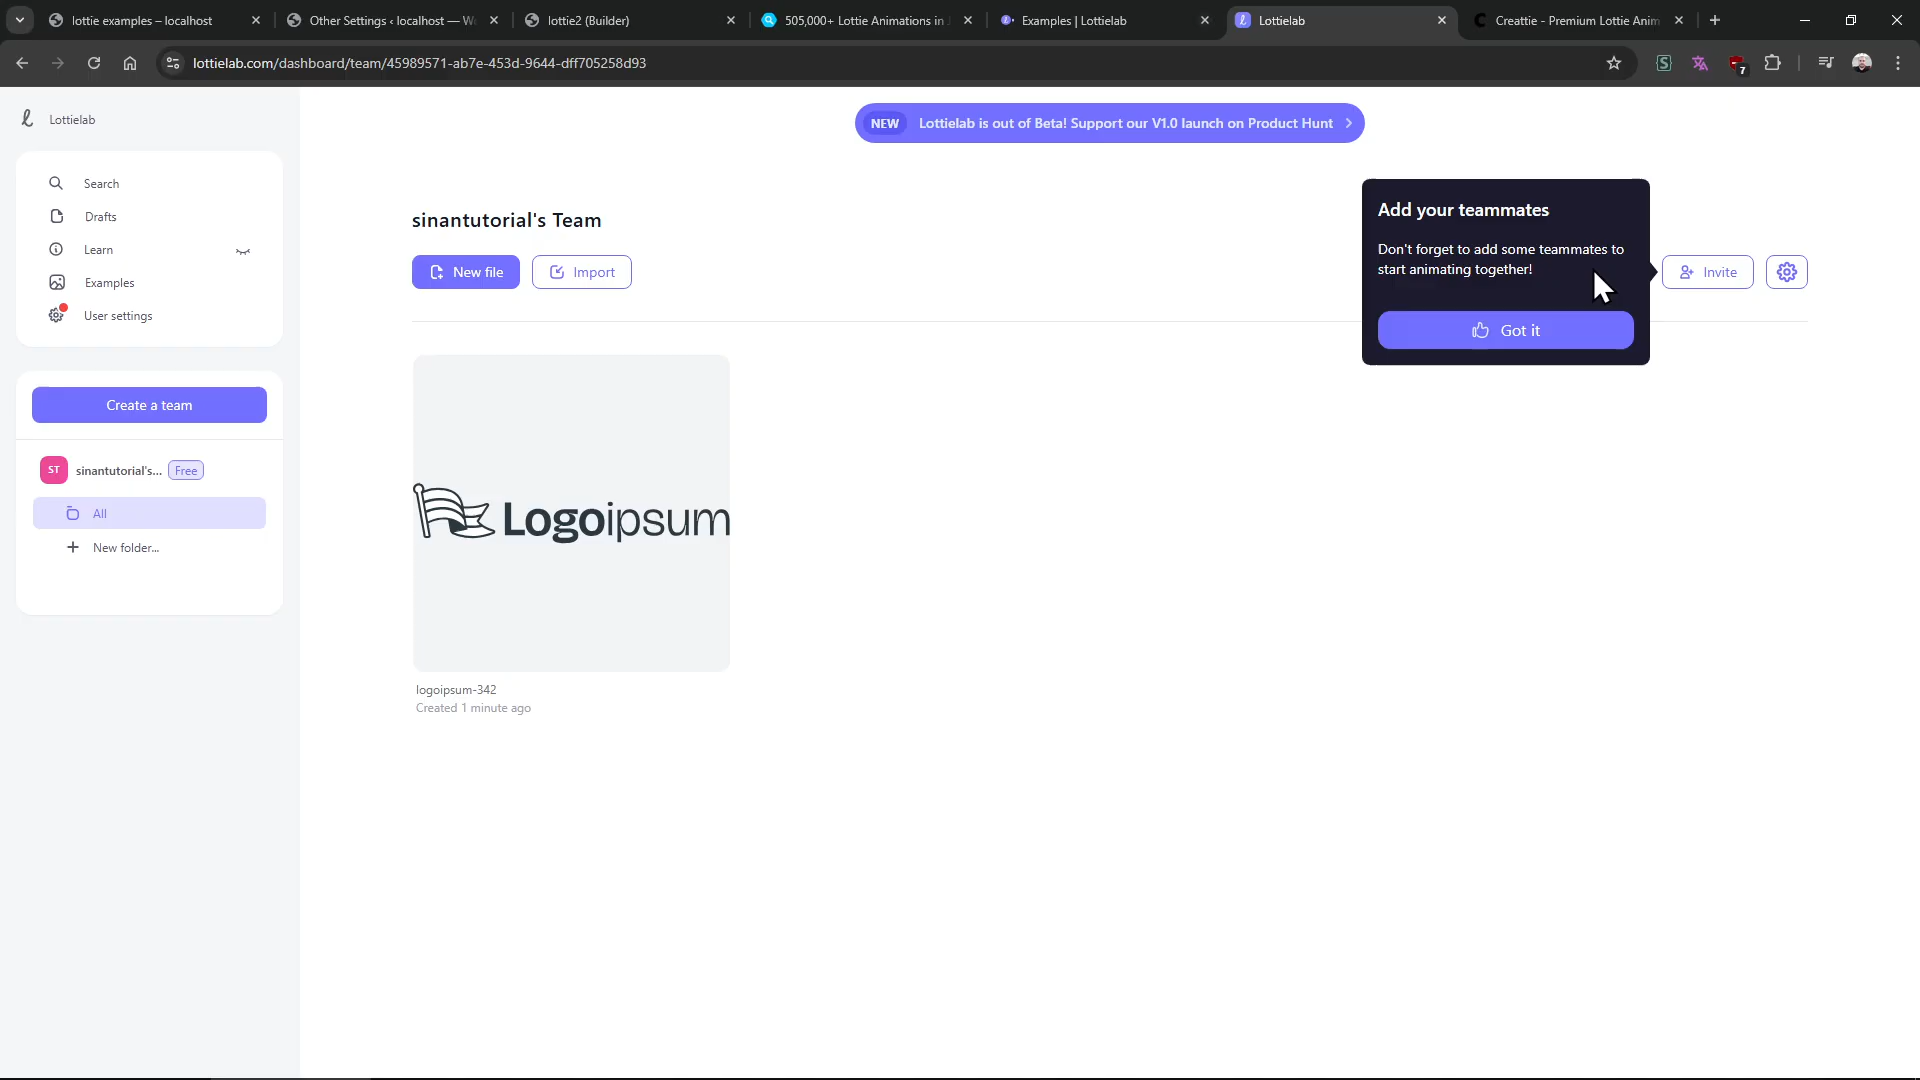 lottie examples – localhost
Other Settings ‹ localhost — W
lottie2 (Builder)
505,000+ Lottie Animations in
Examples | Lottielab
Lottielab
Creattie - Premium Lottie Anim
lottielab.com/dashboard/team/45989571-ab7e-453d-9644-dff705258d93
7
Lottielab
NEW Lottielab is out of Beta! Support our V1.0 launch on Product Hunt
Search
Drafts
Learn
Examples
User settings
Create a team
ST sinantutorial's... Free
All
New folder...
sinantutorial's Team
New file
Import
Add your teammates
Don't forget to add some teammates to
start animating together!
Got it
Invite
Logoipsum
logoipsum-342
Created 1 minute ago